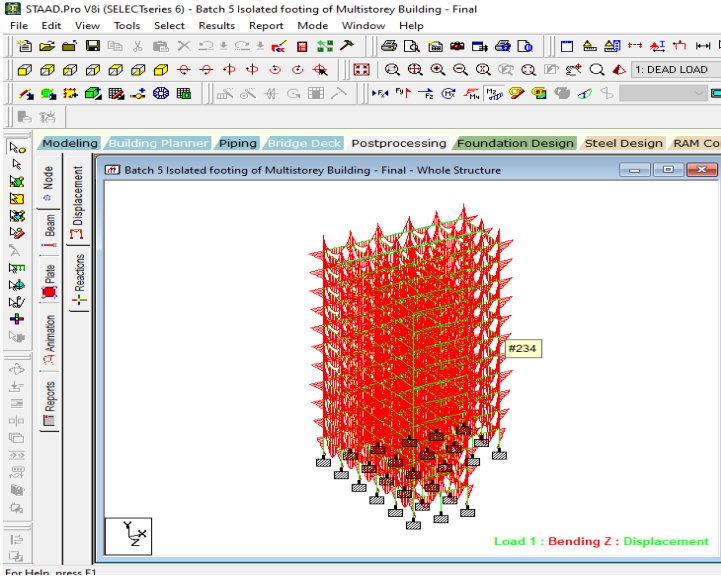 STAAD.Pro V8i (SELECTseries 6) - Batch 5 Isolated footing of Multistorey Building - Final
File Edit View Tools Select Results Report Mode Window Help
1: DEAD LOAD
Modeling Building Planner Piping Bridge Deck Postprocessing Foundation Design Steel Design RAM Co
Batch 5 Isolated footing of Multistorey Building - Final - Whole Structure
Node
Beam
Plate
Animation
Reports
Displacement
Reactions
#234
Y
X
Z
Load 1 : Bending Z : Displacement
For Help, press F1